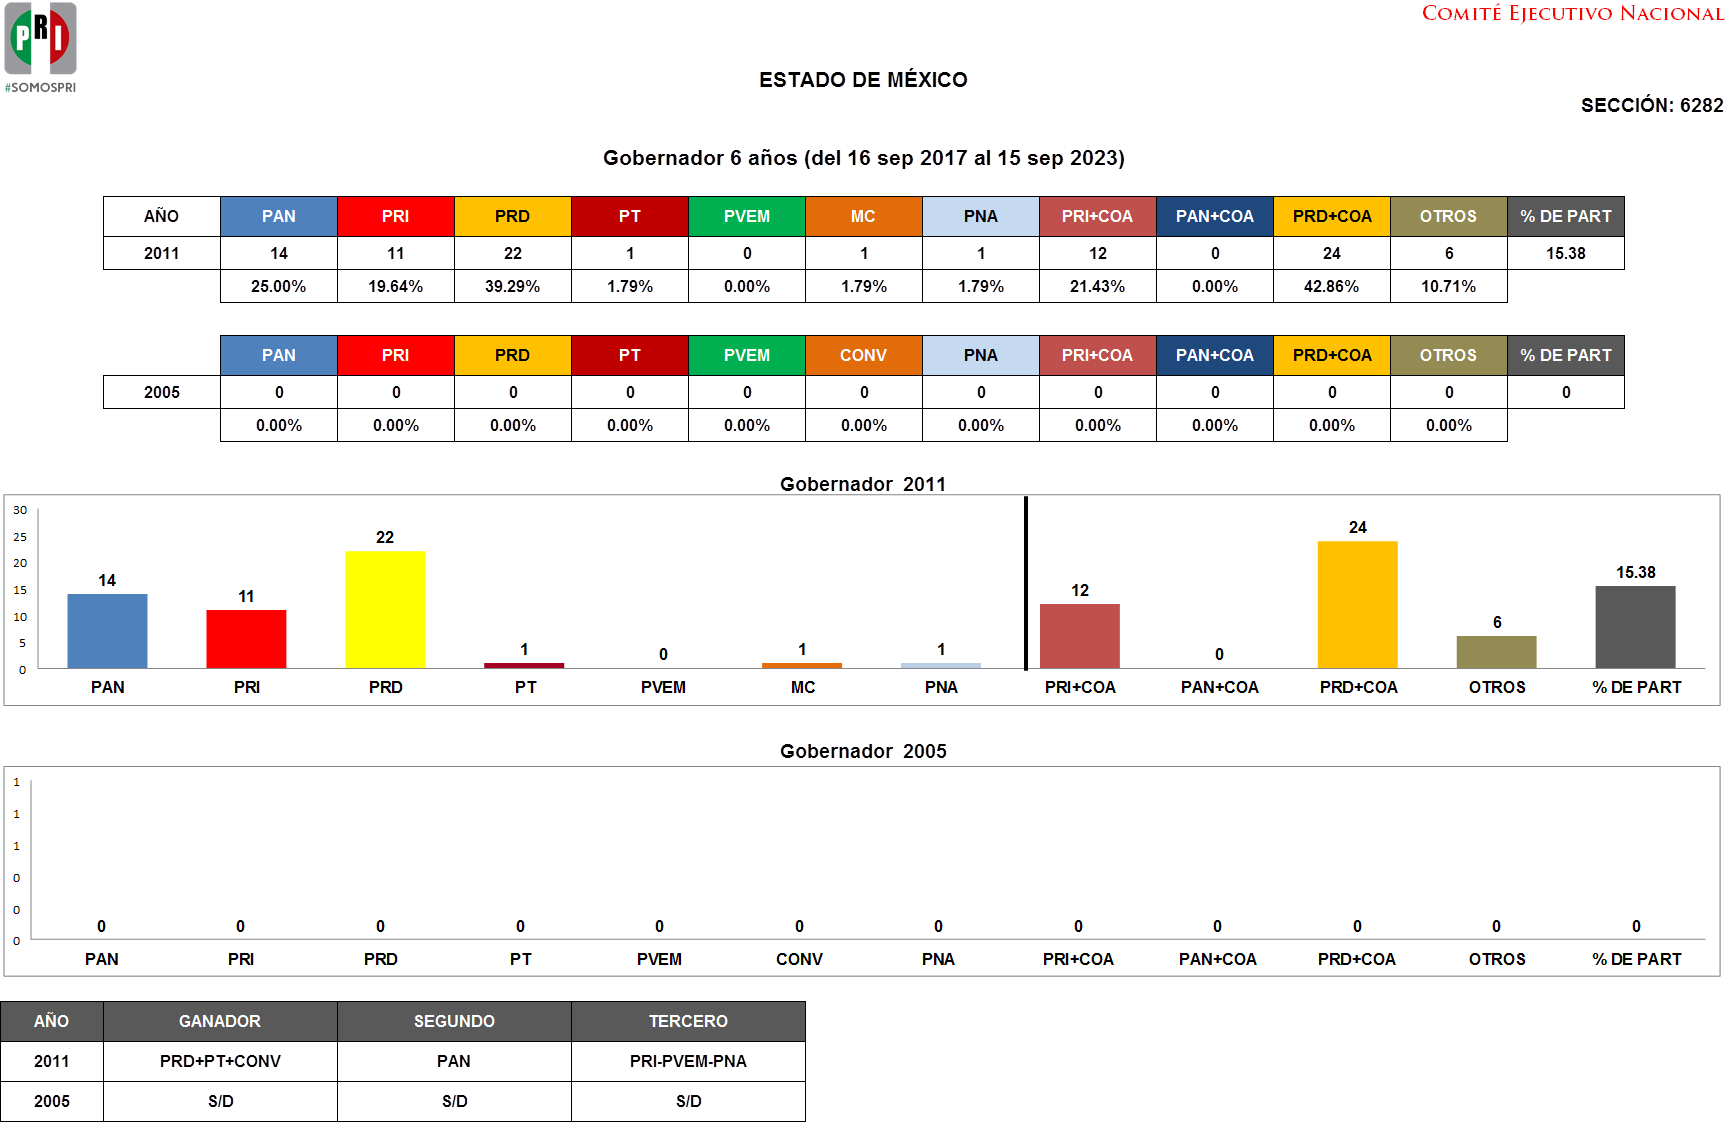 PRI
#SOMOSPRI
COMITÉ EJECUTIVO NACIONAL
ESTADO DE MÉXICO
SECCIÓN: 6282
Gobernador 6 años (del 16 sep 2017 al 15 sep 2023)
AÑO PAN PRI PRD PT PVEM MC PNA PRI+COA PAN+COA PRD+COA OTROS % DE PART
2011 14 11 22 1 0 1 1 12 0 24 6 15.38
25.00% 19.64% 39.29% 1.79% 0.00% 1.79% 1.79% 21.43% 0.00% 42.86% 10.71%
PAN PRI PRD PT PVEM CONV PNA PRI+COA PAN+COA PRD+COA OTROS % DE PART
2005 0 0 0 0 0 0 0 0 0 0 0 0
0.00% 0.00% 0.00% 0.00% 0.00% 0.00% 0.00% 0.00% 0.00% 0.00% 0.00%
Gobernador 2011
30
25
20
15
10
5
0
14 11 22 1 0 1 1 12 0 24 6 15.38
PAN PRI PRD PT PVEM MC PNA PRI+COA PAN+COA PRD+COA OTROS % DE PART
Gobernador 2005
1
1
1
0
0
0
0 0 0 0 0 0 0 0 0 0 0 0
PAN PRI PRD PT PVEM CONV PNA PRI+COA PAN+COA PRD+COA OTROS % DE PART
AÑO GANADOR SEGUNDO TERCERO
2011 PRD+PT+CONV PAN PRI-PVEM-PNA
2005 S/D S/D S/D